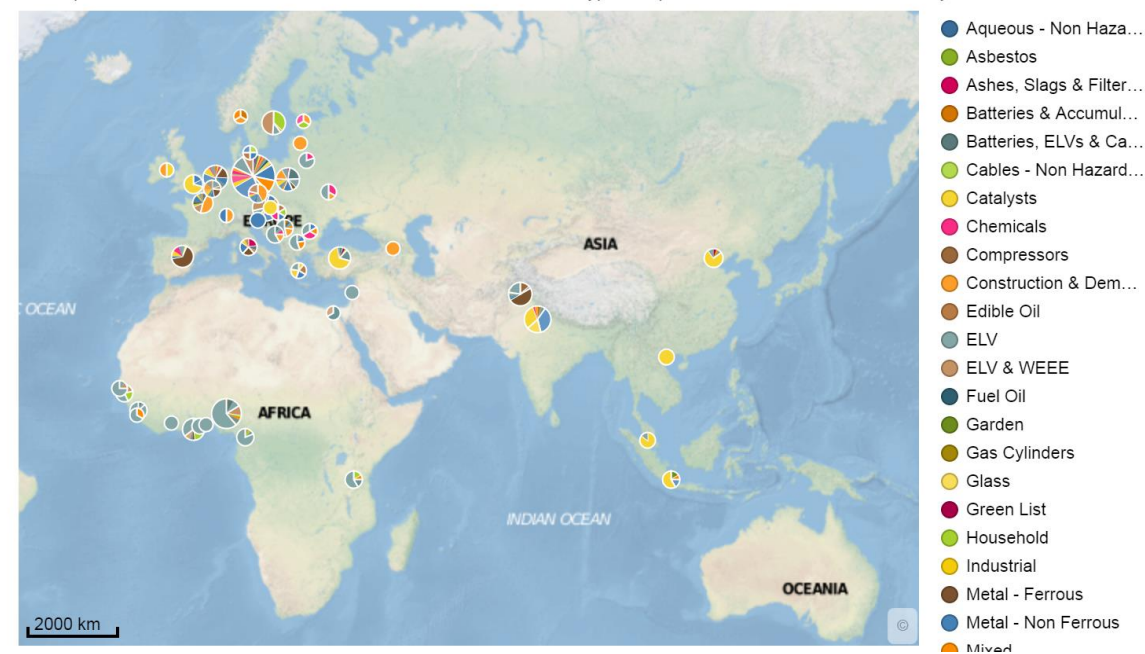 EUROPE
ASIA
C OCEAN
AFRICA
INDIAN OCEAN
OCEANIA
2000 km
©
Aqueous - Non Haza…
Asbestos
Ashes, Slags & Filter…
Batteries & Accumul…
Batteries, ELVs & Ca…
Cables - Non Hazard…
Catalysts
Chemicals
Compressors
Construction & Dem…
Edible Oil
ELV
ELV & WEEE
Fuel Oil
Garden
Gas Cylinders
Glass
Green List
Household
Industrial
Metal - Ferrous
Metal - Non Ferrous
Mixed